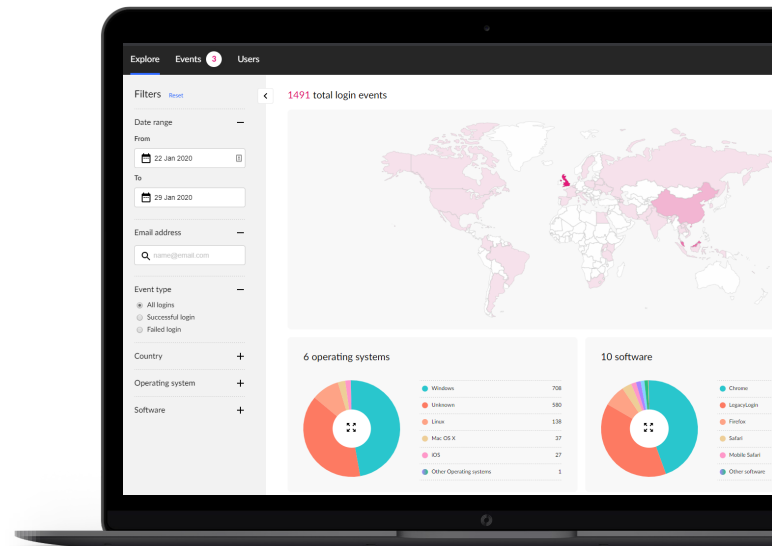 Explore Events 3 Users
Filters Reset
1491 total login events
Date range
From
22 Jan 2020
To
29 Jan 2020
Email address
name@email.com
Event type
All logins
Successful login
Failed login
Country
Operating system
Software
6 operating systems
Windows 708
Unknown 580
Linux 138
Mac OS X 37
iOS 27
Other Operating systems 1
10 software
Chrome
LegacyLogin
Firefox
Safari
Mobile Safari
Other software